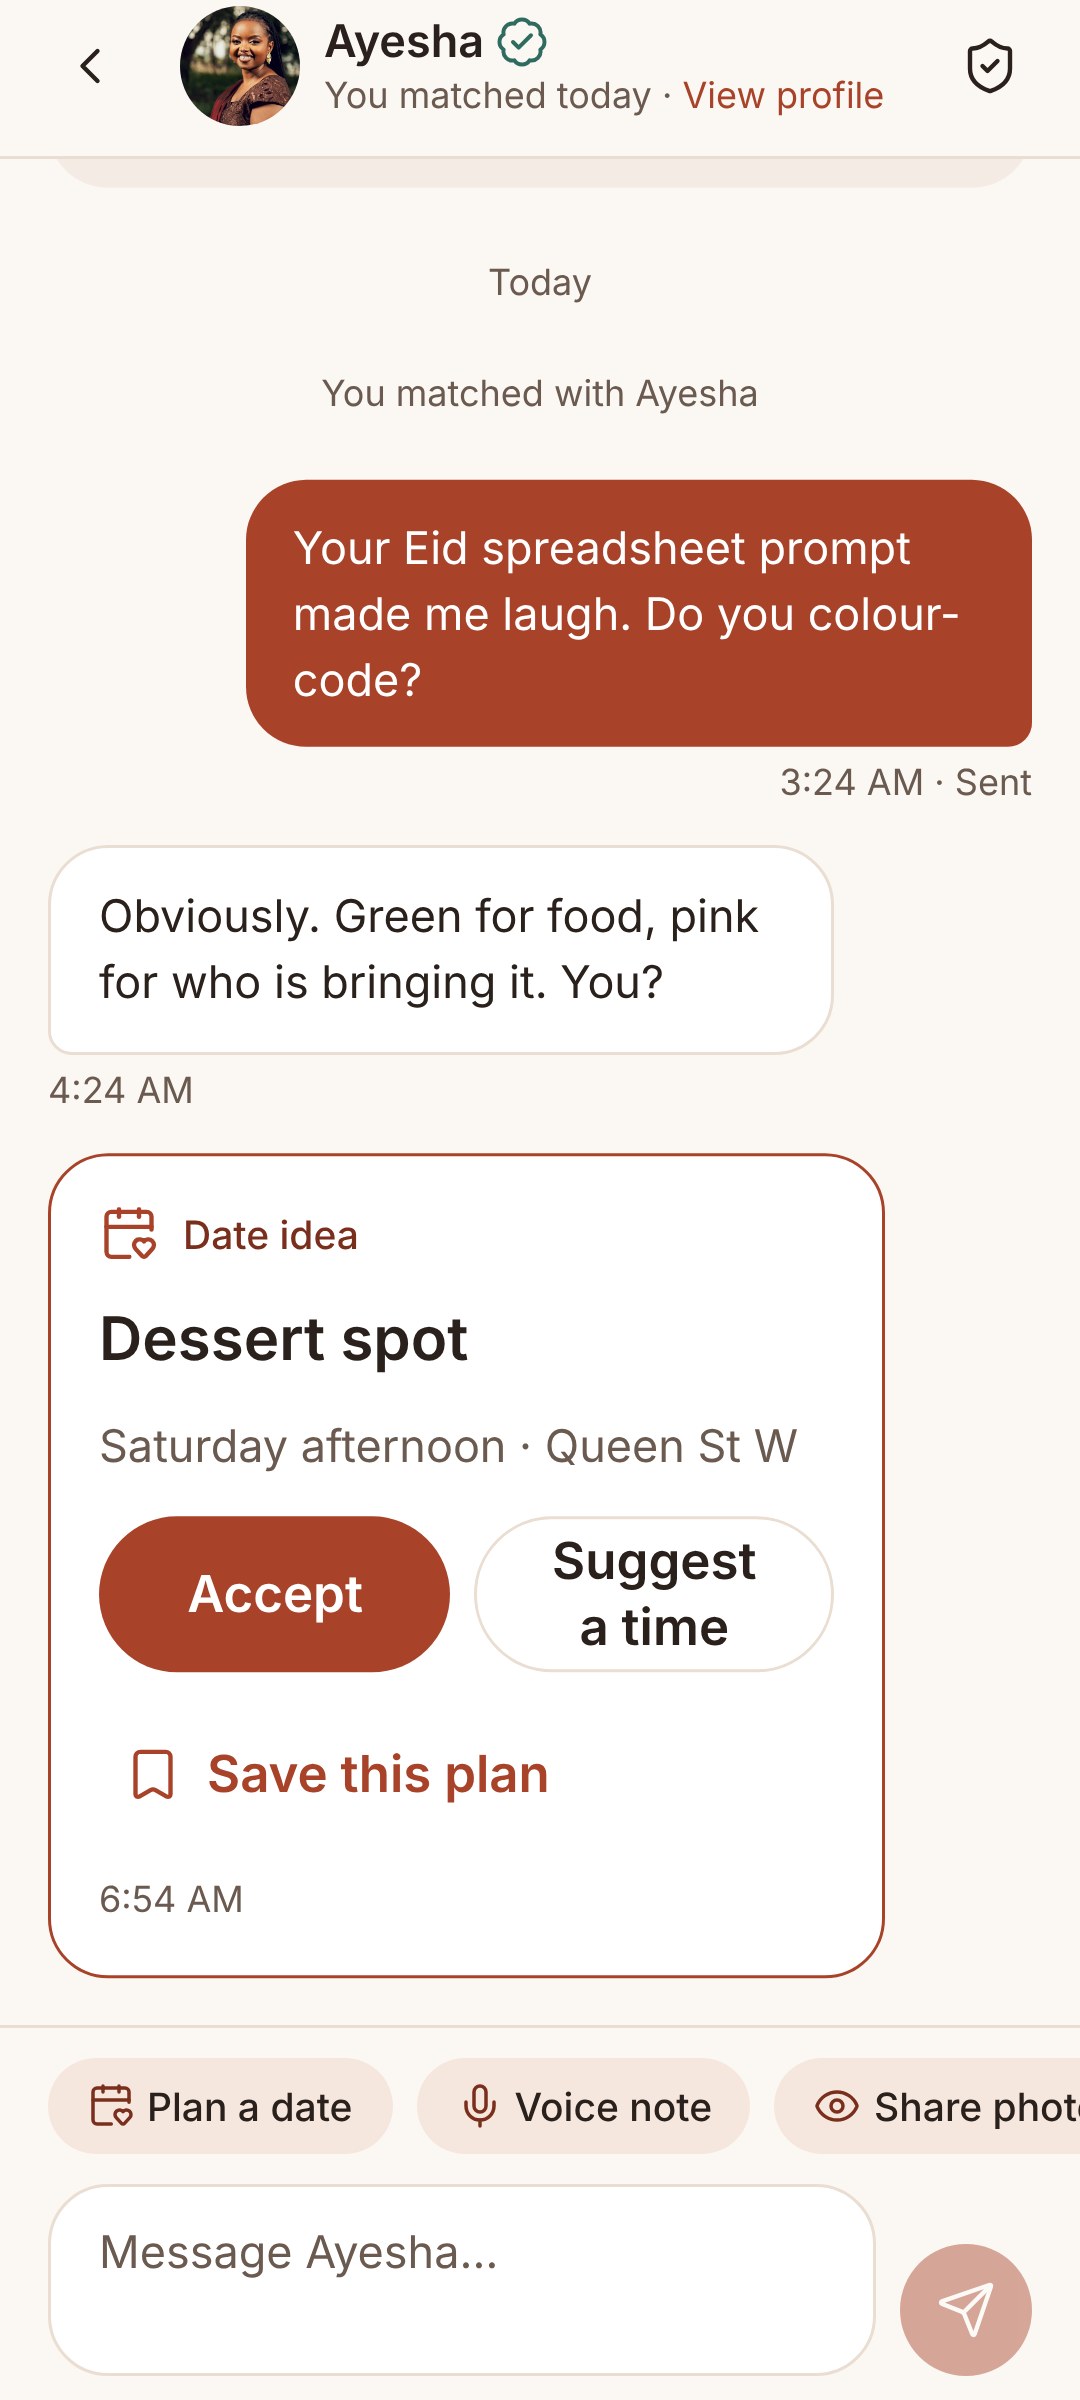 Ayesha
You matched today · View profile
Today
You matched with Ayesha
Your Eid spreadsheet prompt
made me laugh. Do you colour-
code?
3:24 AM · Sent
Obviously. Green for food, pink
for who is bringing it. You?
4:24 AM
Date idea
Dessert spot
Saturday afternoon · Queen St W
Accept
Suggest
a time
Save this plan
6:54 AM
Plan a date
Voice note
Share phot
Message Ayesha...